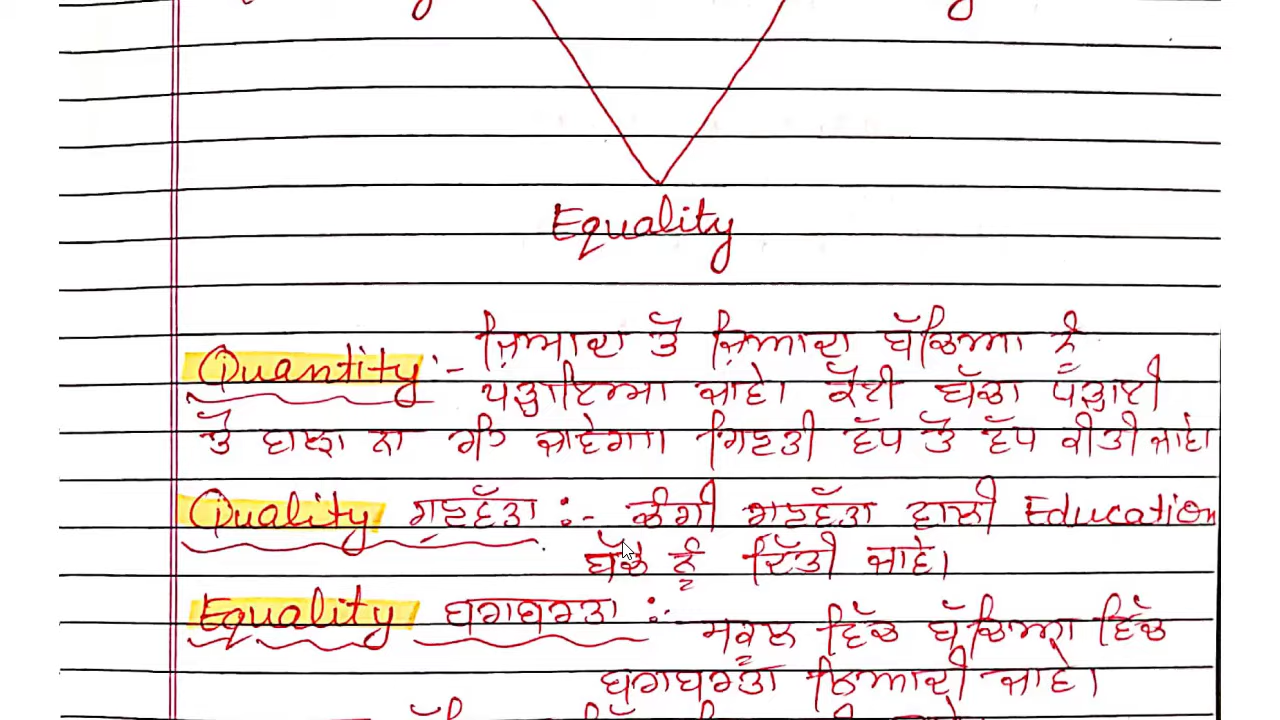 Equality
Quantity :- ਜ਼ਿਆਦਾ ਤੋਂ ਜ਼ਿਆਦਾ ਬੱਚਿਆ ਨੂੰ
ਪੜ੍ਹਾਇਆ ਜਾਵੇ। ਕੋਈ ਬੱਚਾ ਪੜ੍ਹਾਈ
ਤੋਂ ਵਾਂਝਾ ਨਾ ਰਹਿ ਜਾਵੇਗਾ। ਗਿਣਤੀ ਵੱਧ ਤੋਂ ਵੱਧ ਕੀਤੀ ਜਾਵੇ
Quality ਗੁਣਵੱਤਾ :- ਚੰਗੀ ਗੁਣਵੱਤਾ ਵਾਲੀ Education
ਬੱਚੇ ਨੂੰ ਦਿੱਤੀ ਜਾਵੇ।
Equality ਬਰਾਬਰਤਾ :- ਸਕੂਲ ਵਿੱਚ ਬੱਚਿਆ ਵਿੱਚ
ਬਰਾਬਰਤਾ ਲਿਆਦੀ ਜਾਵੇ।